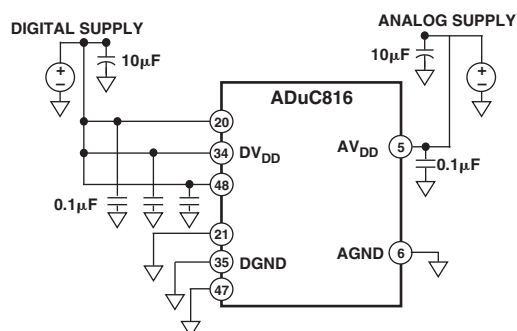 DIGITAL SUPPLY
ANALOG SUPPLY
10μF
10μF
+
−
+
−
ADuC816
20
34
DVDD
48
AVDD
5
0.1μF
0.1μF
21
35
DGND
47
AGND
6